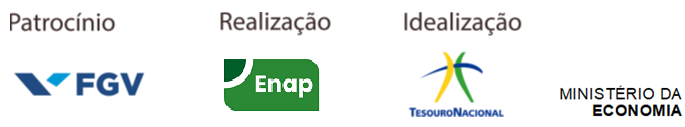 Patrocínio
Realização
Idealização
FGV
Enap
TESOURONACIONAL
MINISTÉRIO DA
ECONOMIA